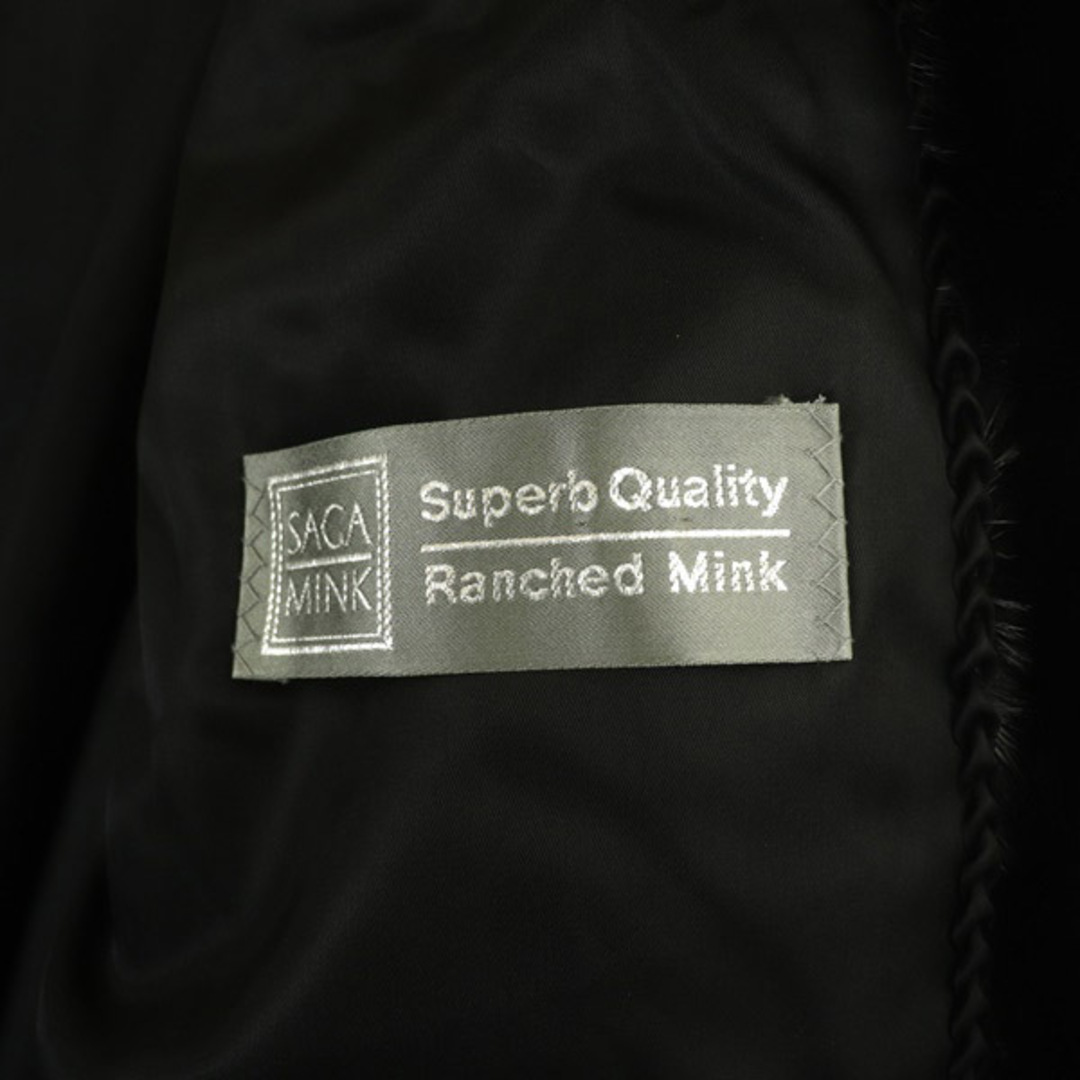 SAGA
MINK
Superb Quality
Ranched Mink